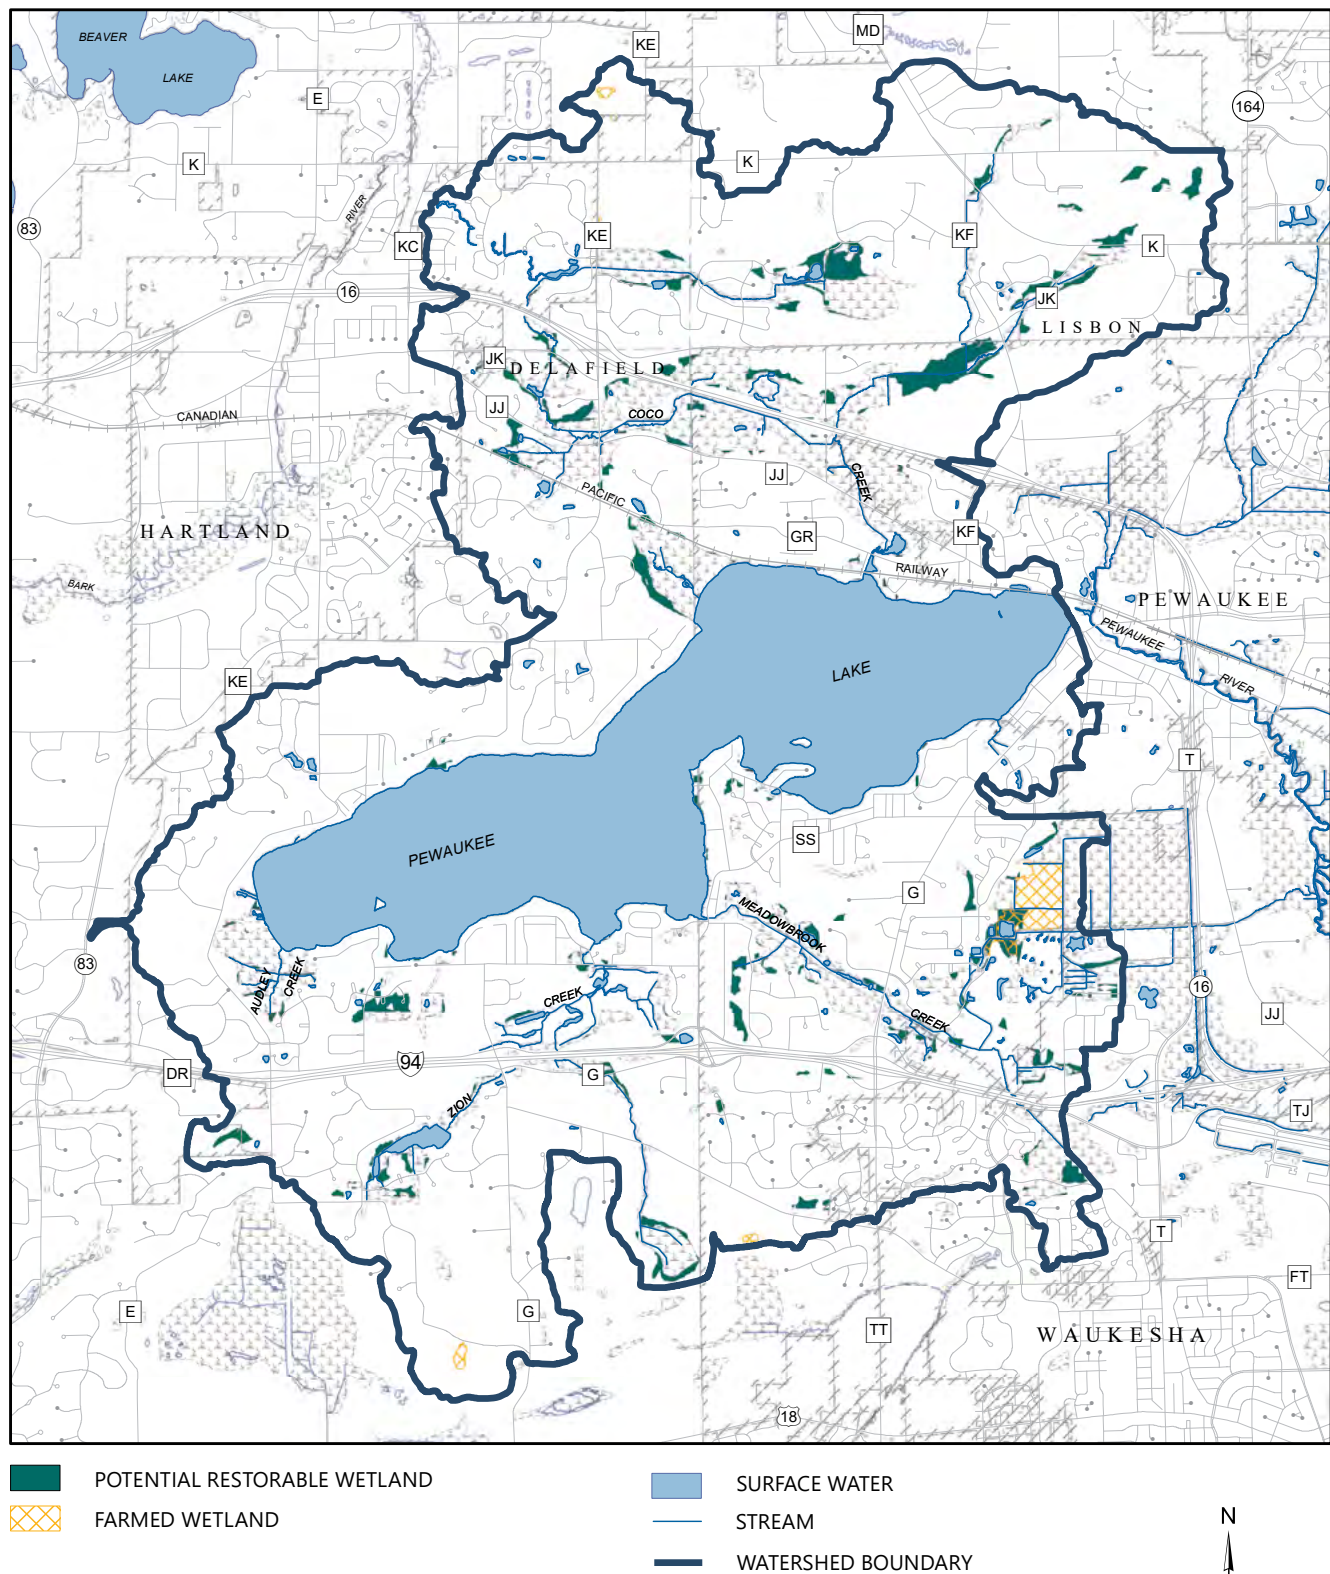 BEAVER
LAKE
KE
MD
E
164
K
K
RIVER
83
KC
KE
KF
K
16
JK
LISBON
JK
DELAFIELD
JJ
CANADIAN
COCO
CREEK
JJ
PACIFIC
HARTLAND
GR
KF
RAILWAY
BARK
PEWAUKEE
PEWAUKEE
RIVER
LAKE
KE
T
PEWAUKEE
SS
G
MEADOWBROOK
83
AUDLEY
CREEK
CREEK
CREEK
16
JJ
94
DR
G
ZION
TJ
T
FT
E
G
TT
WAUKESHA
18
POTENTIAL RESTORABLE WETLAND
FARMED WETLAND
SURFACE WATER
STREAM
WATERSHED BOUNDARY
N